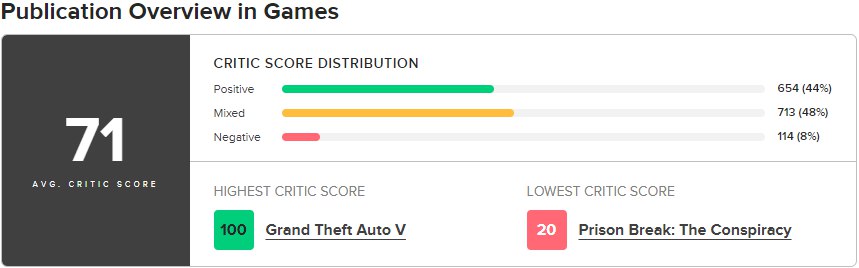 Publication Overview in Games
71
AVG. CRITIC SCORE
CRITIC SCORE DISTRIBUTION
Positive 654 (44%)
Mixed 713 (48%)
Negative 114 (8%)
HIGHEST CRITIC SCORE
100 Grand Theft Auto V
LOWEST CRITIC SCORE
20 Prison Break: The Conspiracy